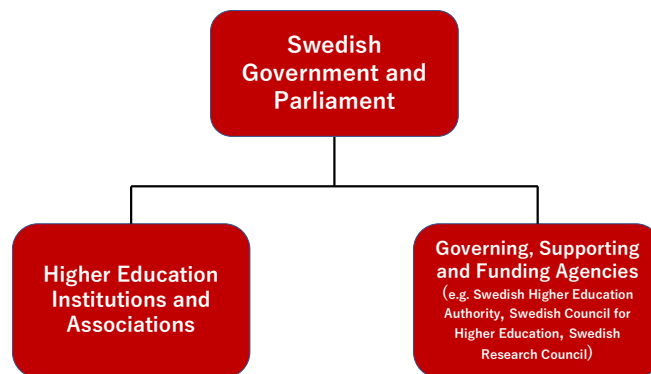 Swedish
Government and
Parliament
Higher Education
Institutions and
Associations
Governing, Supporting
and Funding Agencies
(e.g. Swedish Higher Education
Authority, Swedish Council for
Higher Education, Swedish
Research Council)